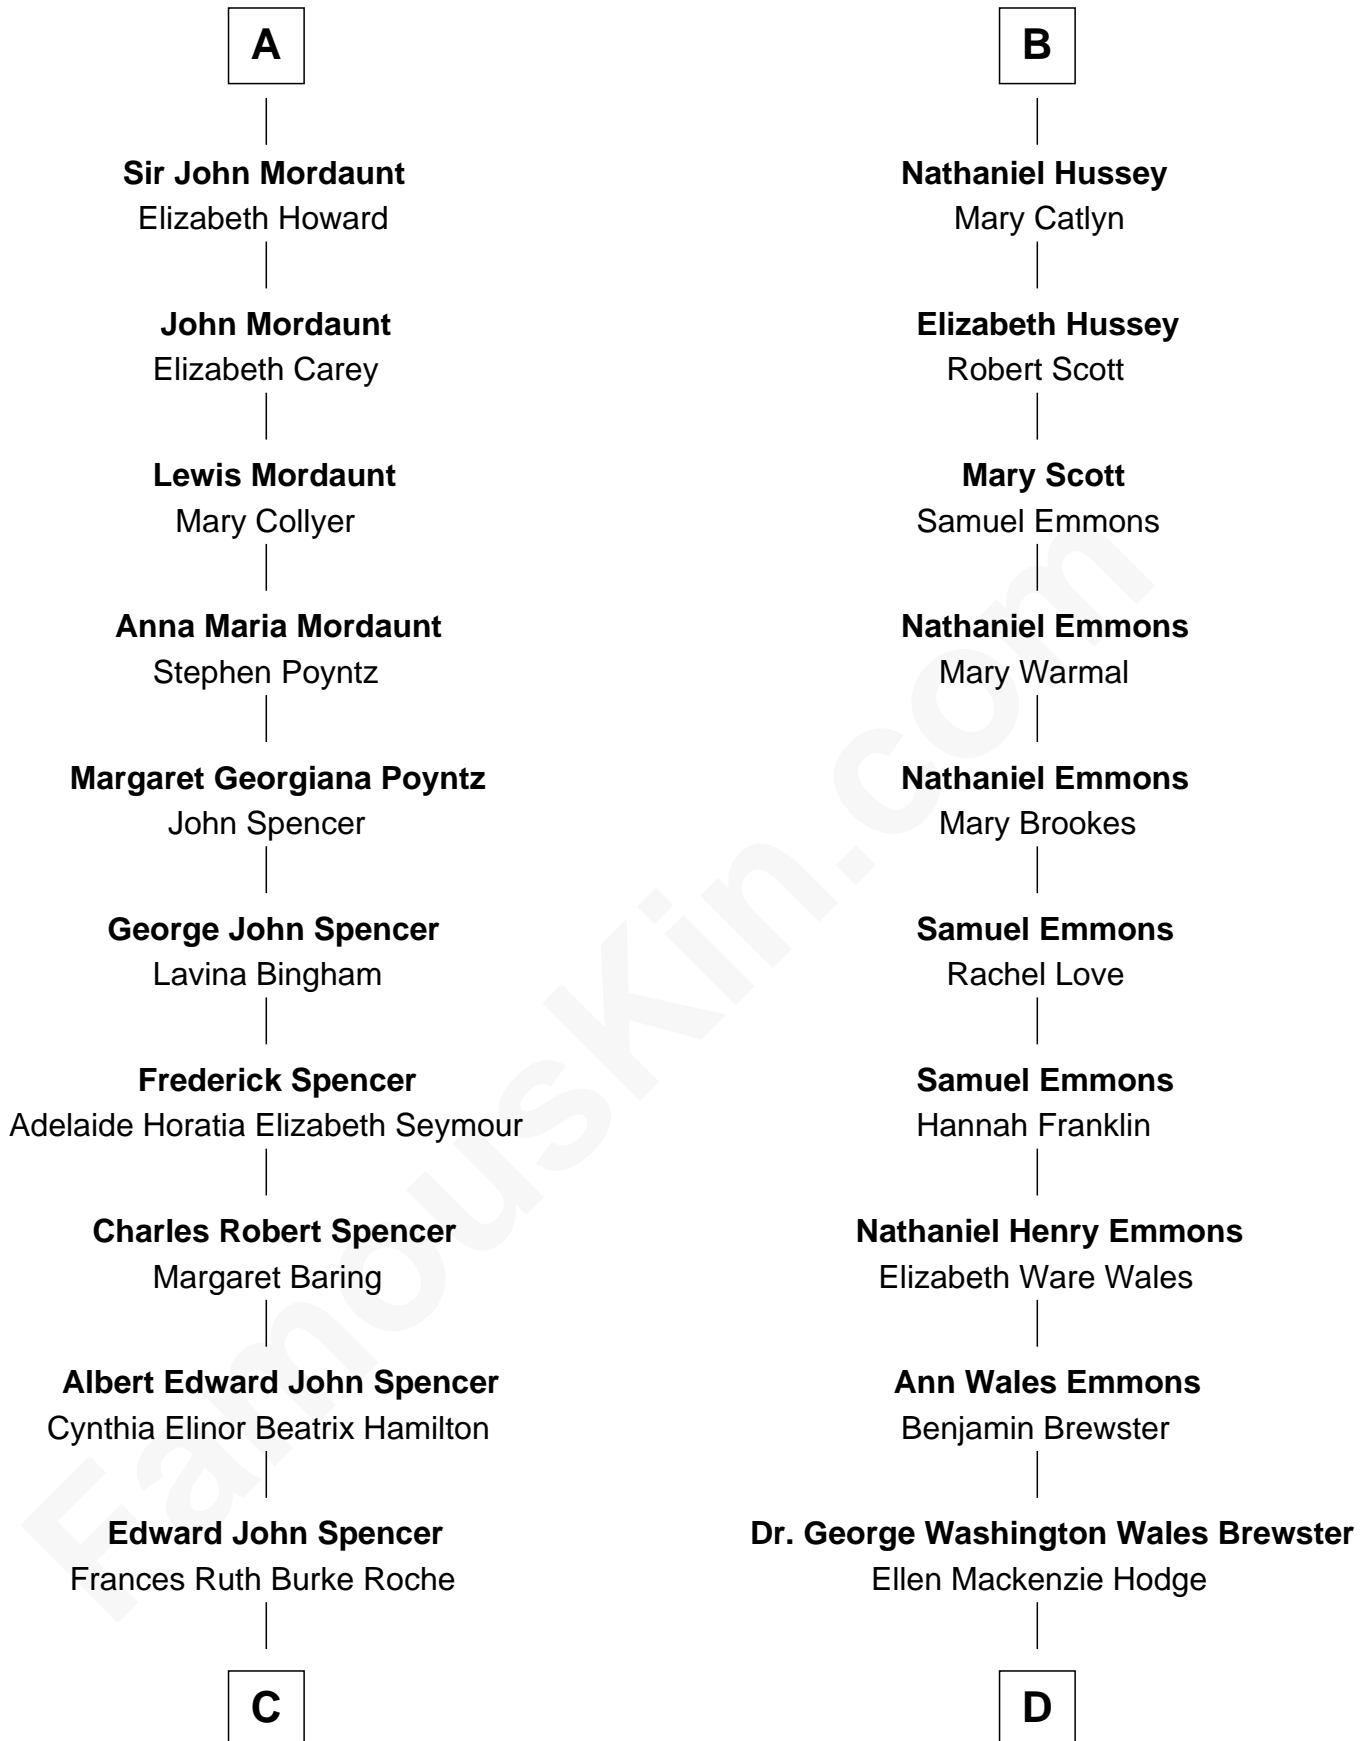 A
Sir John Mordaunt
Elizabeth Howard
John Mordaunt
Elizabeth Carey
Lewis Mordaunt
Mary Collyer
Anna Maria Mordaunt
Stephen Poyntz
Margaret Georgiana Poyntz
John Spencer
George John Spencer
Lavina Bingham
Frederick Spencer
Adelaide Horatia Elizabeth Seymour
Charles Robert Spencer
Margaret Baring
Albert Edward John Spencer
Cynthia Elinor Beatrix Hamilton
Edward John Spencer
Frances Ruth Burke Roche
C
B
Nathaniel Hussey
Mary Catlyn
Elizabeth Hussey
Robert Scott
Mary Scott
Samuel Emmons
Nathaniel Emmons
Mary Warmal
Nathaniel Emmons
Mary Brookes
Samuel Emmons
Rachel Love
Samuel Emmons
Hannah Franklin
Nathaniel Henry Emmons
Elizabeth Ware Wales
Ann Wales Emmons
Benjamin Brewster
Dr. George Washington Wales Brewster
Ellen Mackenzie Hodge
D
FamousKin.com